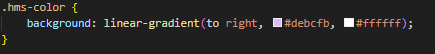 .hms-color {
    background: linear-gradient(to right, #debcfb, #ffffff);
}